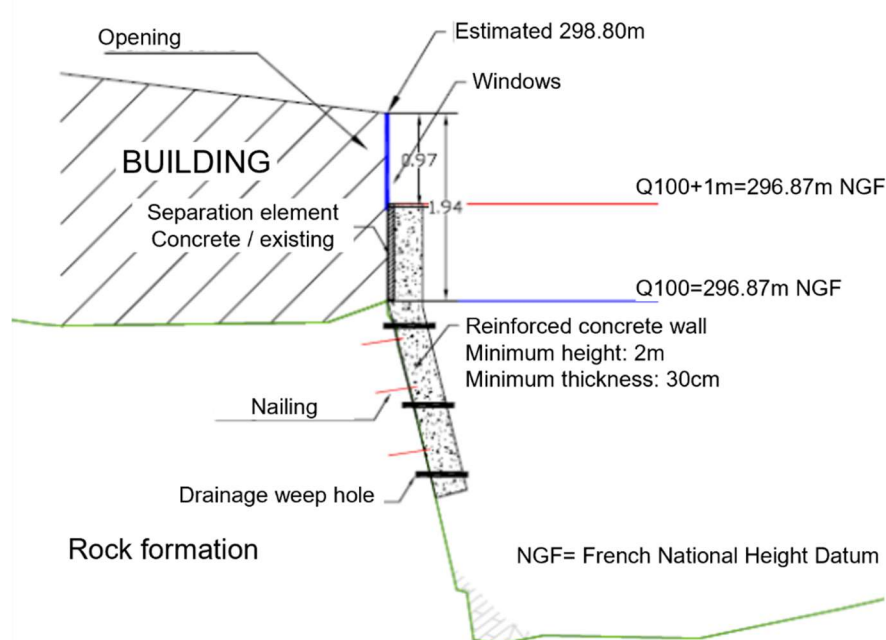 Opening
Estimated 298.80m
Windows
BUILDING
0.97
Q100+1m=296.87m NGF
1.94
Separation element
Concrete / existing
Q100=296.87m NGF
Reinforced concrete wall
Minimum height: 2m
Minimum thickness: 30cm
Nailing
Drainage weep hole
Rock formation
NGF= French National Height Datum